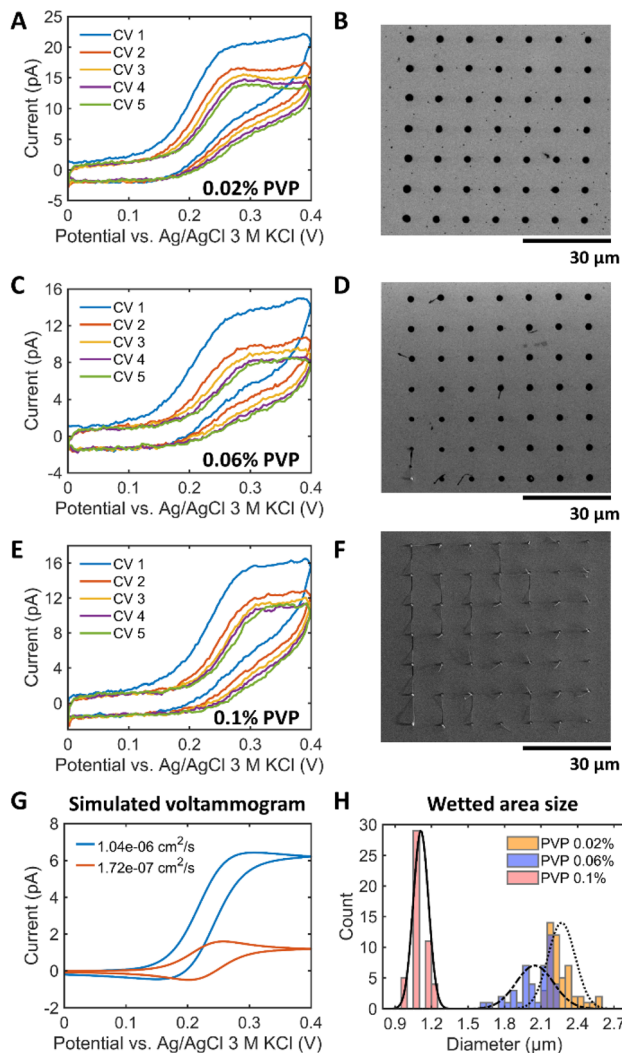 A
25
20
15
10
5
0
-5
Current (pA)
CV 1
CV 2
CV 3
CV 4
CV 5
0.02% PVP
0 0.1 0.2 0.3 0.4
Potential vs. Ag/AgCl 3 M KCl (V)
B
30 µm
C
16
12
8
4
0
-4
Current (pA)
CV 1
CV 2
CV 3
CV 4
CV 5
0.06% PVP
0 0.1 0.2 0.3 0.4
Potential vs. Ag/AgCl 3 M KCl (V)
D
30 µm
E
16
12
8
4
0
Current (pA)
CV 1
CV 2
CV 3
CV 4
CV 5
0.1% PVP
0 0.1 0.2 0.3 0.4
Potential vs. Ag/AgCl 3 M KCl (V)
F
30 µm
G Simulated voltammogram
8
6
4
2
0
-2
Current (pA)
1.04e-06 cm²/s
1.72e-07 cm²/s
0 0.1 0.2 0.3 0.4
Potential vs. Ag/AgCl 3 M KCl (V)
H Wetted area size
30
25
20
15
10
5
0
Count
PVP 0.02%
PVP 0.06%
PVP 0.1%
0.9 1.2 1.5 1.8 2.1 2.4 2.7
Diameter (µm)